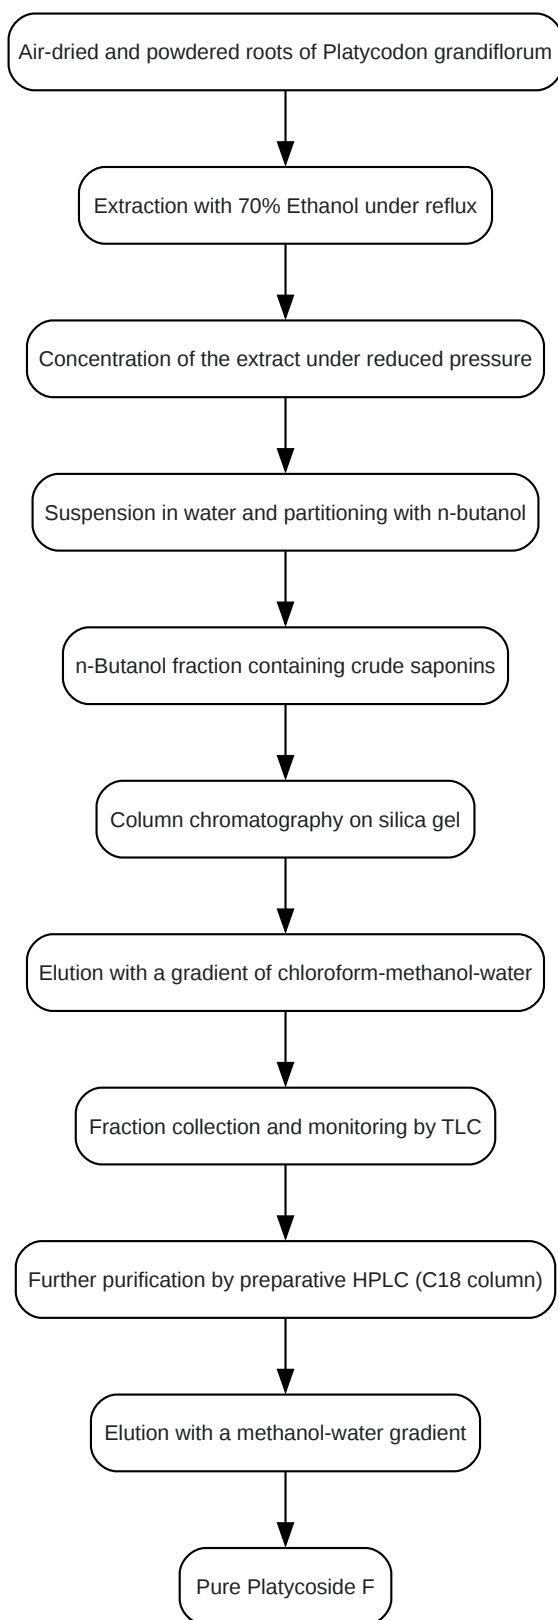 Air-dried and powdered roots of Platycodon grandiflorum
Extraction with 70% Ethanol under reflux
Concentration of the extract under reduced pressure
Suspension in water and partitioning with n-butanol
n-Butanol fraction containing crude saponins
Column chromatography on silica gel
Elution with a gradient of chloroform-methanol-water
Fraction collection and monitoring by TLC
Further purification by preparative HPLC (C18 column)
Elution with a methanol-water gradient
Pure Platycoside F